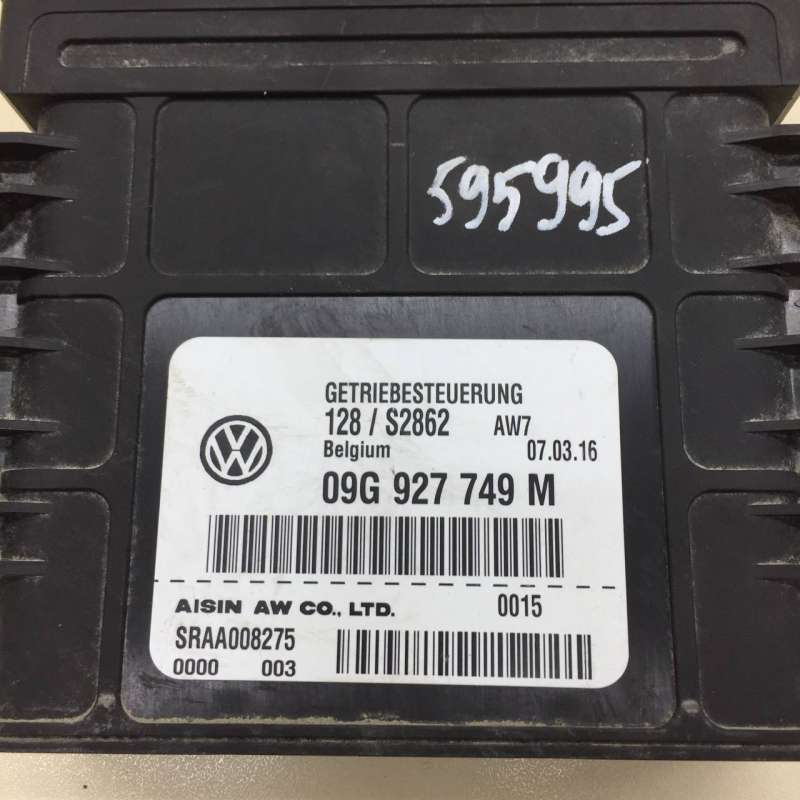 595995
GETRIEBESTEUERUNG
128 / S2862 AW7
Belgium 07.03.16
09G 927 749 M
AISIN AW CO., LTD. 0015
SRAA008275
0000 003